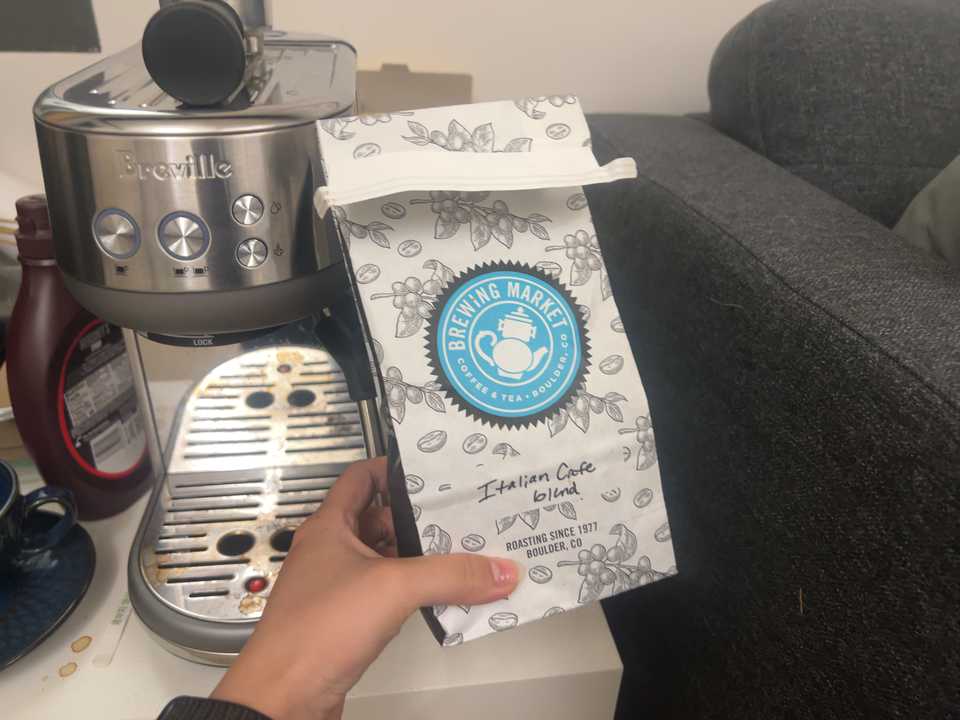 Breville
LOCK
BREWiNG MARKET
COFFEE & TEA • BOULDER, CO
Italian Cafe
blend
ROASTING SINCE 1977
BOULDER, CO